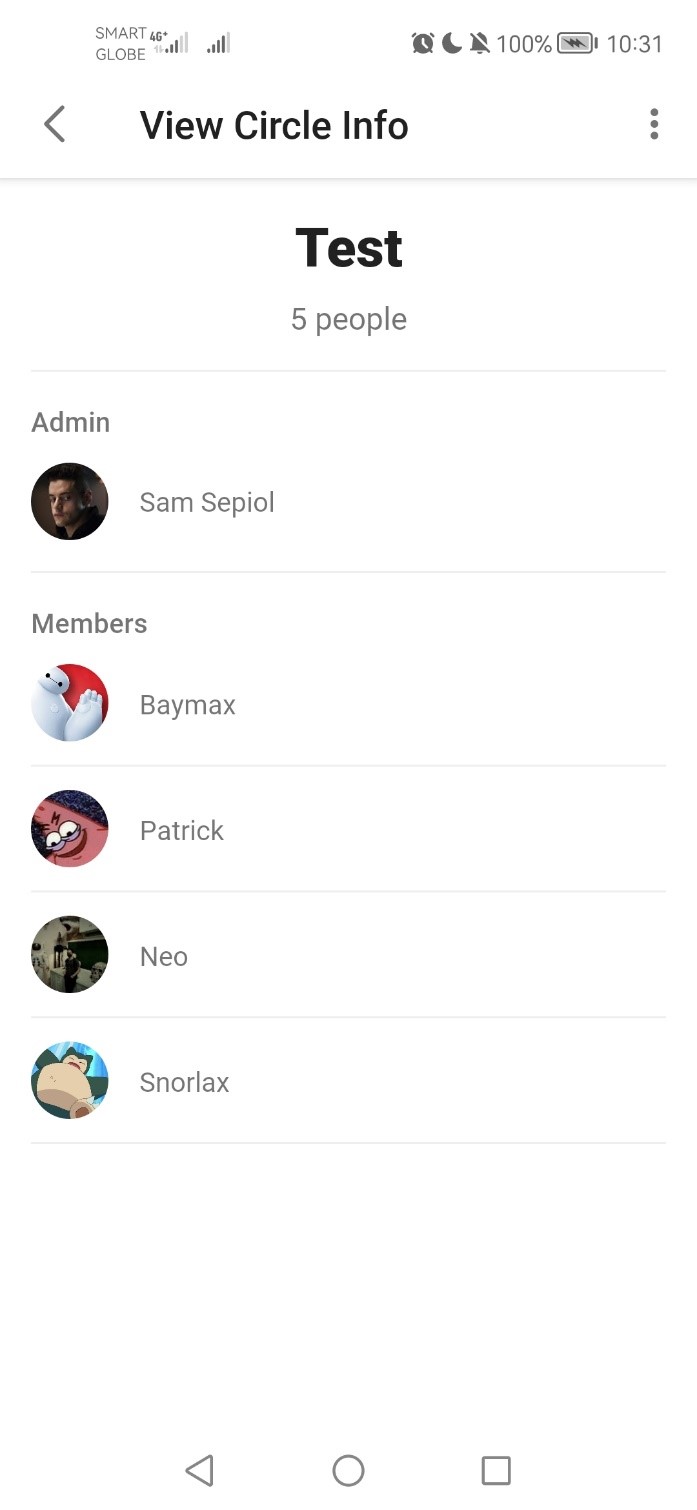 SMART 4G+
GLOBE
100% 10:31
View Circle Info
Test
5 people
Admin
Sam Sepiol
Members
Baymax
Patrick
Neo
Snorlax